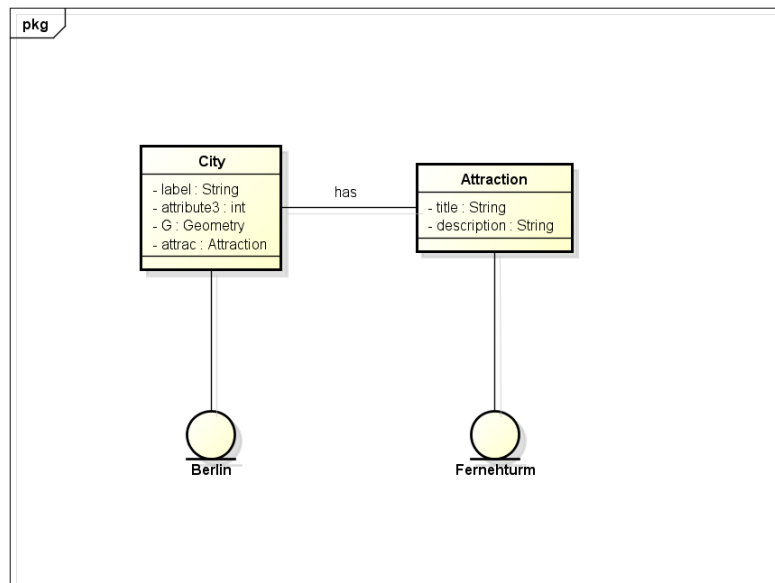 pkg
City
- label : String
- attribute3 : int
- G : Geometry
- attrac : Attraction
has
Attraction
- title : String
- description : String
Berlin
Fernehturm